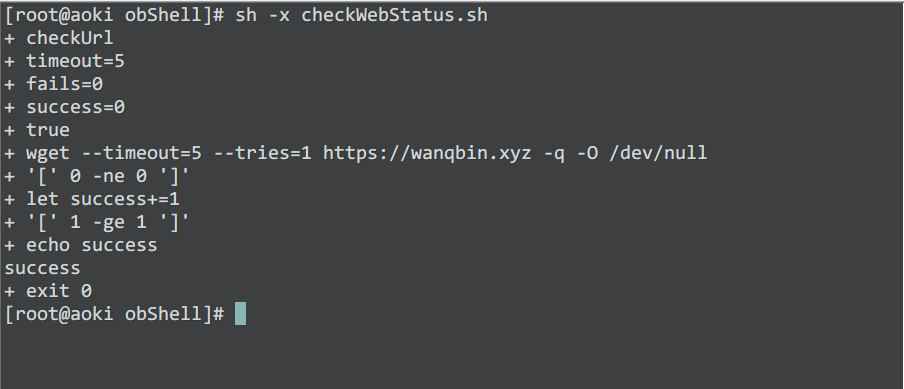 [root@aoki obShell]# sh -x checkWebStatus.sh
+ checkUrl
+ timeout=5
+ fails=0
+ success=0
+ true
+ wget --timeout=5 --tries=1 https://wanqbin.xyz -q -O /dev/null
+ '[' 0 -ne 0 ']'
+ let success+=1
+ '[' 1 -ge 1 ']'
+ echo success
success
+ exit 0
[root@aoki obShell]#